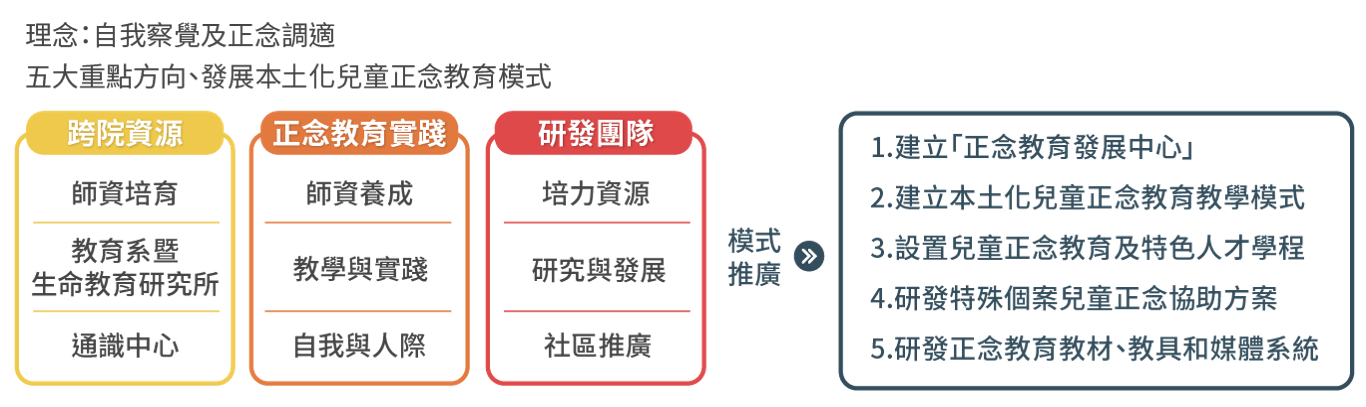 理念：自我察覺及正念調適
五大重點方向、發展本土化兒童正念教育模式
跨院資源
師資培育
教育系暨
生命教育研究所
通識中心
正念教育實踐
師資養成
教學與實踐
自我與人際
研發團隊
培力資源
研究與發展
社區推廣
模式
推廣
1.建立「正念教育發展中心」
2.建立本土化兒童正念教育教學模式
3.設置兒童正念教育及特色人才學程
4.研發特殊個案兒童正念協助方案
5.研發正念教育教材、教具和媒體系統